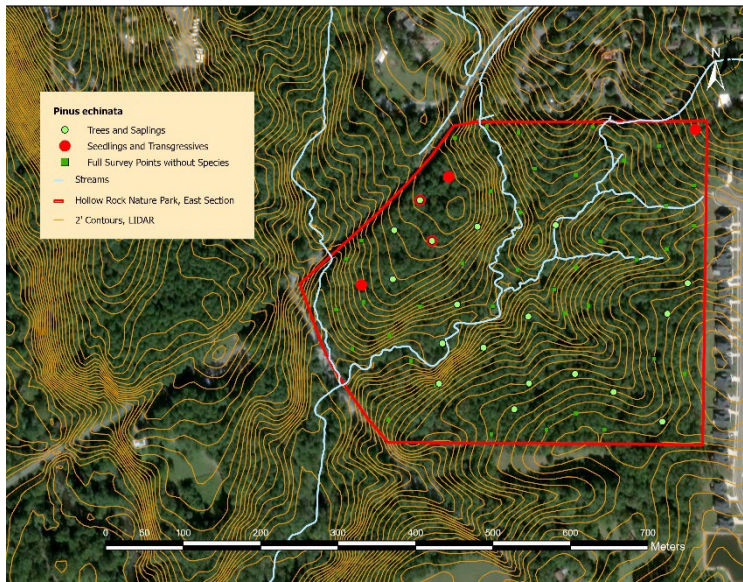 N
Pinus echinata
Trees and Saplings
Seedlings and Transgressives
Full Survey Points without Species
Streams
Hollow Rock Nature Park, East Section
2' Contours, LIDAR
0 100 200 300 400 500 600 700
Meters